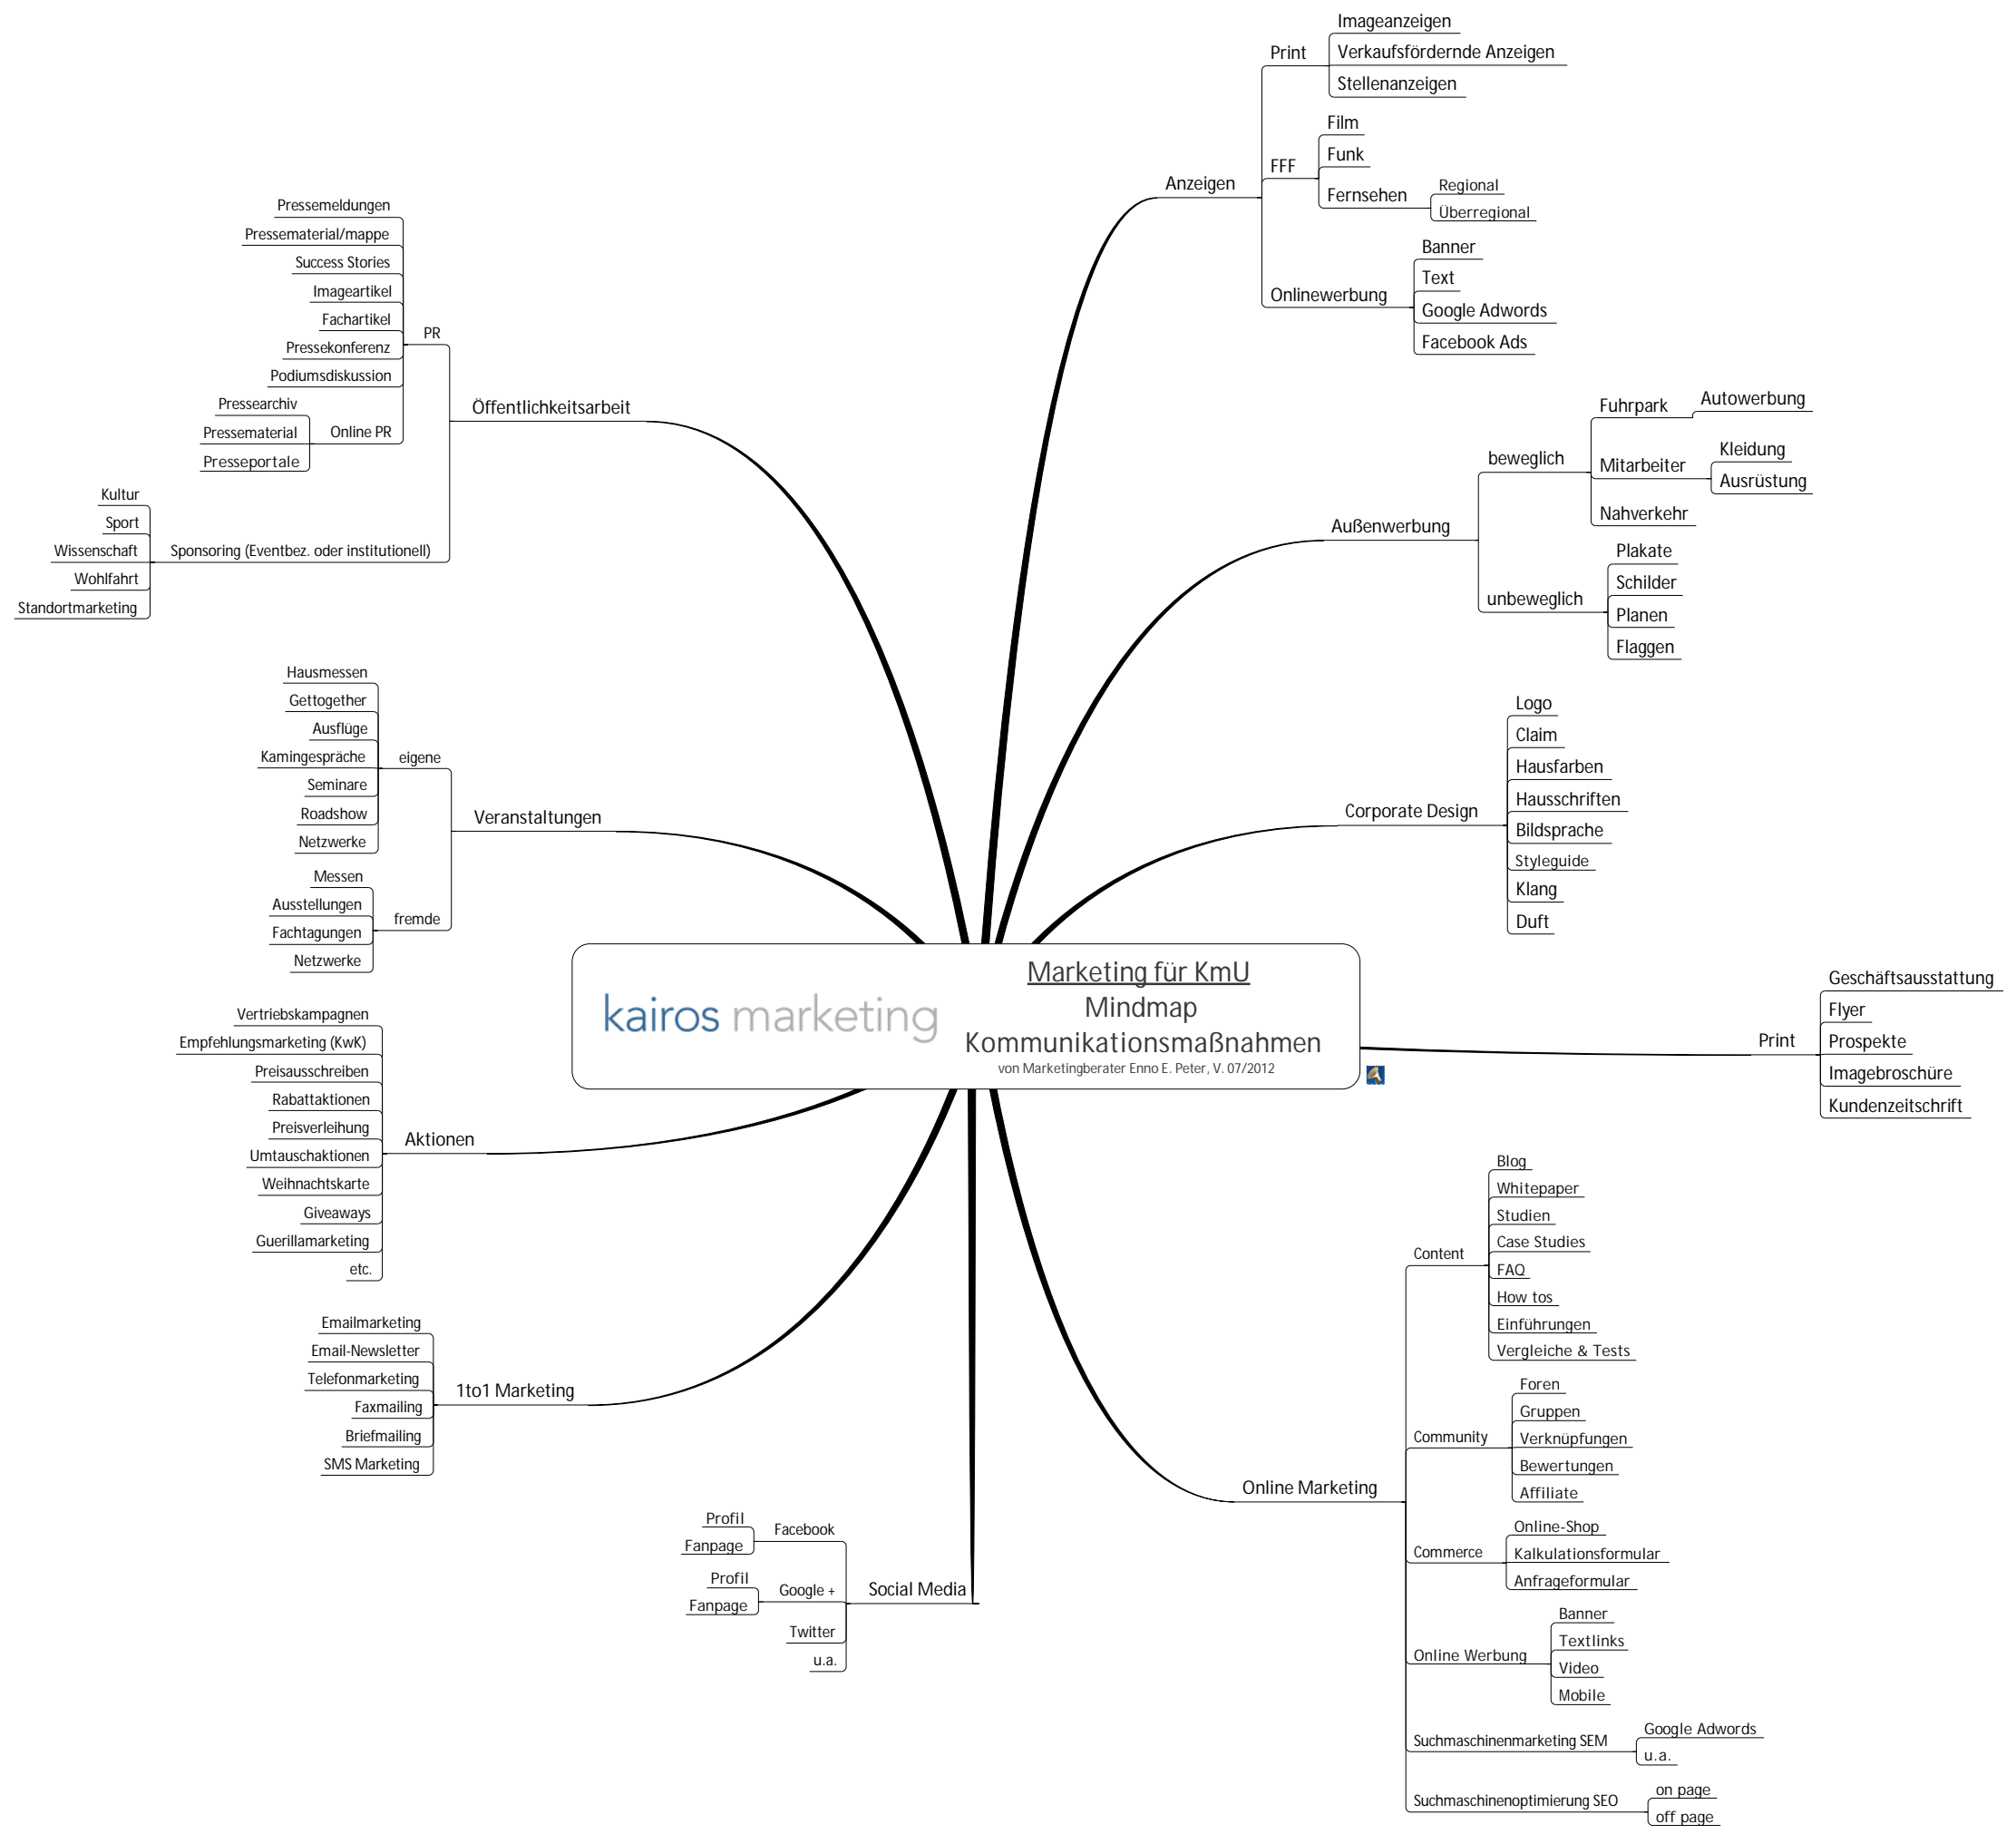 kairos marketing
Marketing für KmU
Mindmap
Kommunikationsmaßnahmen
von Marketingberater Enno E. Peter, V. 07/2012
Anzeigen
Print
Imageanzeigen
Verkaufsfördernde Anzeigen
Stellenanzeigen
FFF
Film
Funk
Fernsehen
Regional
Überregional
Onlinewerbung
Banner
Text
Google Adwords
Facebook Ads
Außenwerbung
beweglich
Fuhrpark
Autowerbung
Mitarbeiter
Kleidung
Ausrüstung
Nahverkehr
unbeweglich
Plakate
Schilder
Planen
Flaggen
Corporate Design
Logo
Claim
Hausfarben
Hausschriften
Bildsprache
Styleguide
Klang
Duft
Print
Geschäftsausstattung
Flyer
Prospekte
Imagebroschüre
Kundenzeitschrift
Online Marketing
Content
Blog
Whitepaper
Studien
Case Studies
FAQ
How tos
Einführungen
Vergleiche & Tests
Community
Foren
Gruppen
Verknüpfungen
Bewertungen
Affiliate
Commerce
Online-Shop
Kalkulationsformular
Anfrageformular
Online Werbung
Banner
Textlinks
Video
Mobile
Suchmaschinenmarketing SEM
Google Adwords
u.a.
Suchmaschinenoptimierung SEO
on page
off page
Öffentlichkeitsarbeit
PR
Pressemeldungen
Pressematerial/mappe
Success Stories
Imageartikel
Fachartikel
Pressekonferenz
Podiumsdiskussion
Online PR
Pressearchiv
Pressematerial
Presseportale
Sponsoring (Eventbez. oder institutionell)
Kultur
Sport
Wissenschaft
Wohlfahrt
Standortmarketing
Veranstaltungen
eigene
Hausmessen
Gettogether
Ausflüge
Kamingespräche
Seminare
Roadshow
Netzwerke
fremde
Messen
Ausstellungen
Fachtagungen
Netzwerke
Aktionen
Vertriebskampagnen
Empfehlungsmarketing (KwK)
Preisausschreiben
Rabattaktionen
Preisverleihung
Umtauschaktionen
Weihnachtskarte
Giveaways
Guerillamarketing
etc.
1to1 Marketing
Emailmarketing
Email-Newsletter
Telefonmarketing
Faxmailing
Briefmailing
SMS Marketing
Social Media
Facebook
Profil
Fanpage
Google +
Profil
Fanpage
Twitter
u.a.